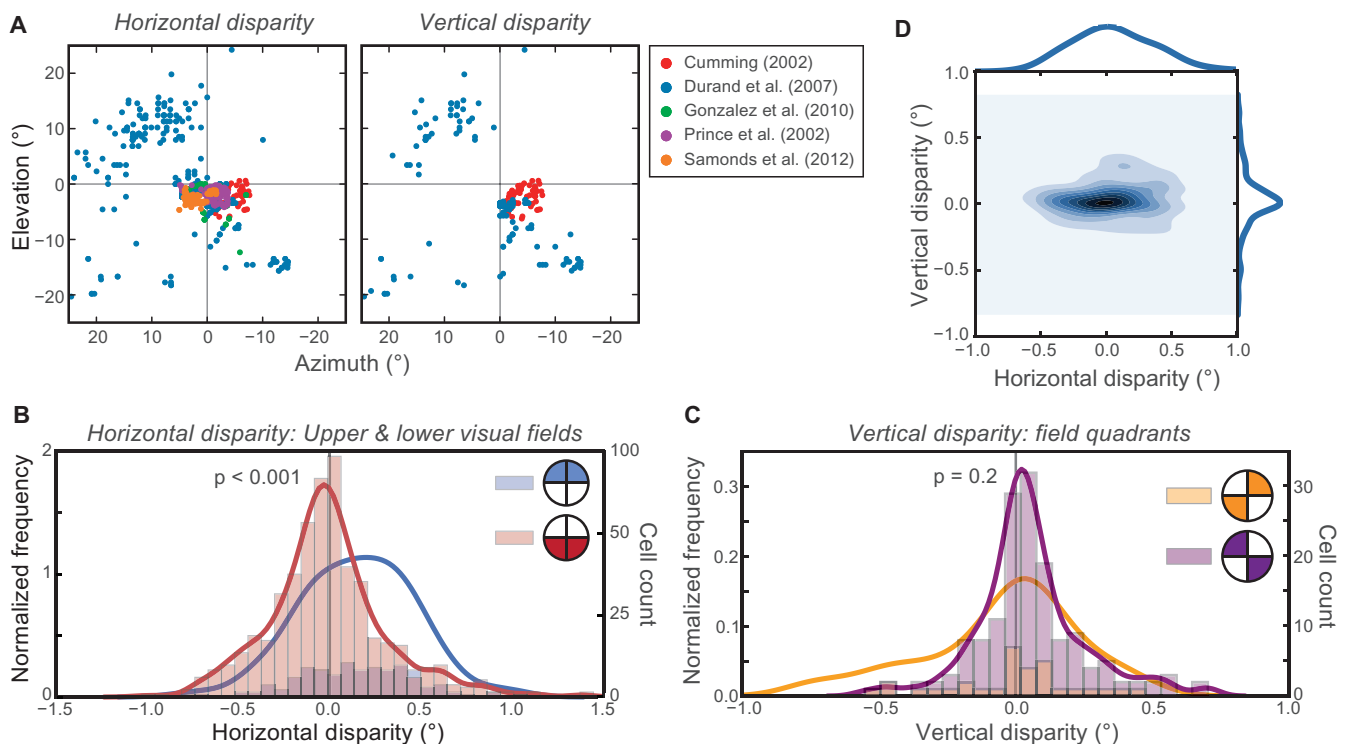 A
Horizontal disparity
Vertical disparity
Elevation (°)
20
10
0
−10
−20
20
10
0
−10
−20
20
10
0
−10
−20
Azimuth (°)
Cumming (2002)
Durand et al. (2007)
Gonzalez et al. (2010)
Prince et al. (2002)
Samonds et al. (2012)
D
Vertical disparity (°)
1.0
0.5
0.0
−0.5
−1.0
−1.0
−0.5
0.0
0.5
1.0
Horizontal disparity (°)
B
Horizontal disparity: Upper & lower visual fields
p < 0.001
Normalized frequency
2
1
0
100
75
50
25
0
Cell count
−1.5
−1.0
−0.5
0.0
0.5
1.0
1.5
Horizontal disparity (°)
C
Vertical disparity: field quadrants
p = 0.2
Normalized frequency
0.3
0.2
0.1
0.0
30
20
10
0
Cell count
−1.0
−0.5
0.0
0.5
1.0
Vertical disparity (°)